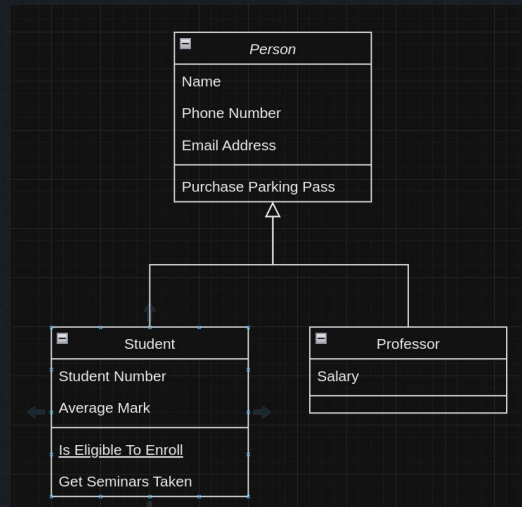 Person
Name
Phone Number
Email Address
Purchase Parking Pass
Student
Student Number
Average Mark
Is Eligible To Enroll
Get Seminars Taken
Professor
Salary